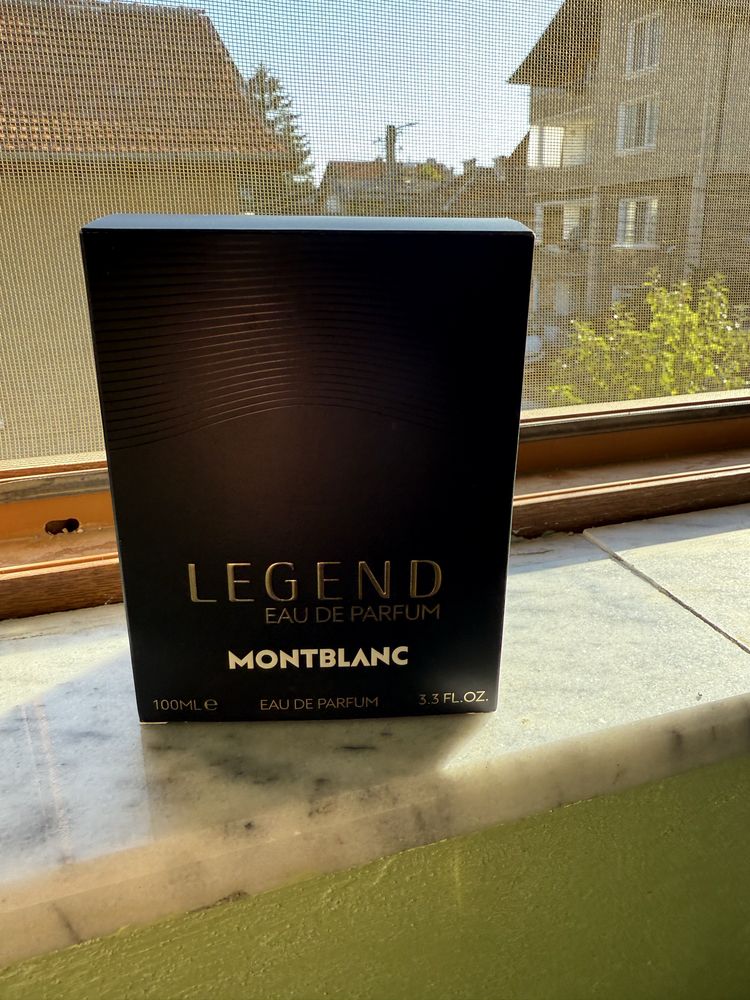 LEGEND
EAU DE PARFUM
MONTBLANC
100ML ℮ EAU DE PARFUM 3.3 FL.OZ.